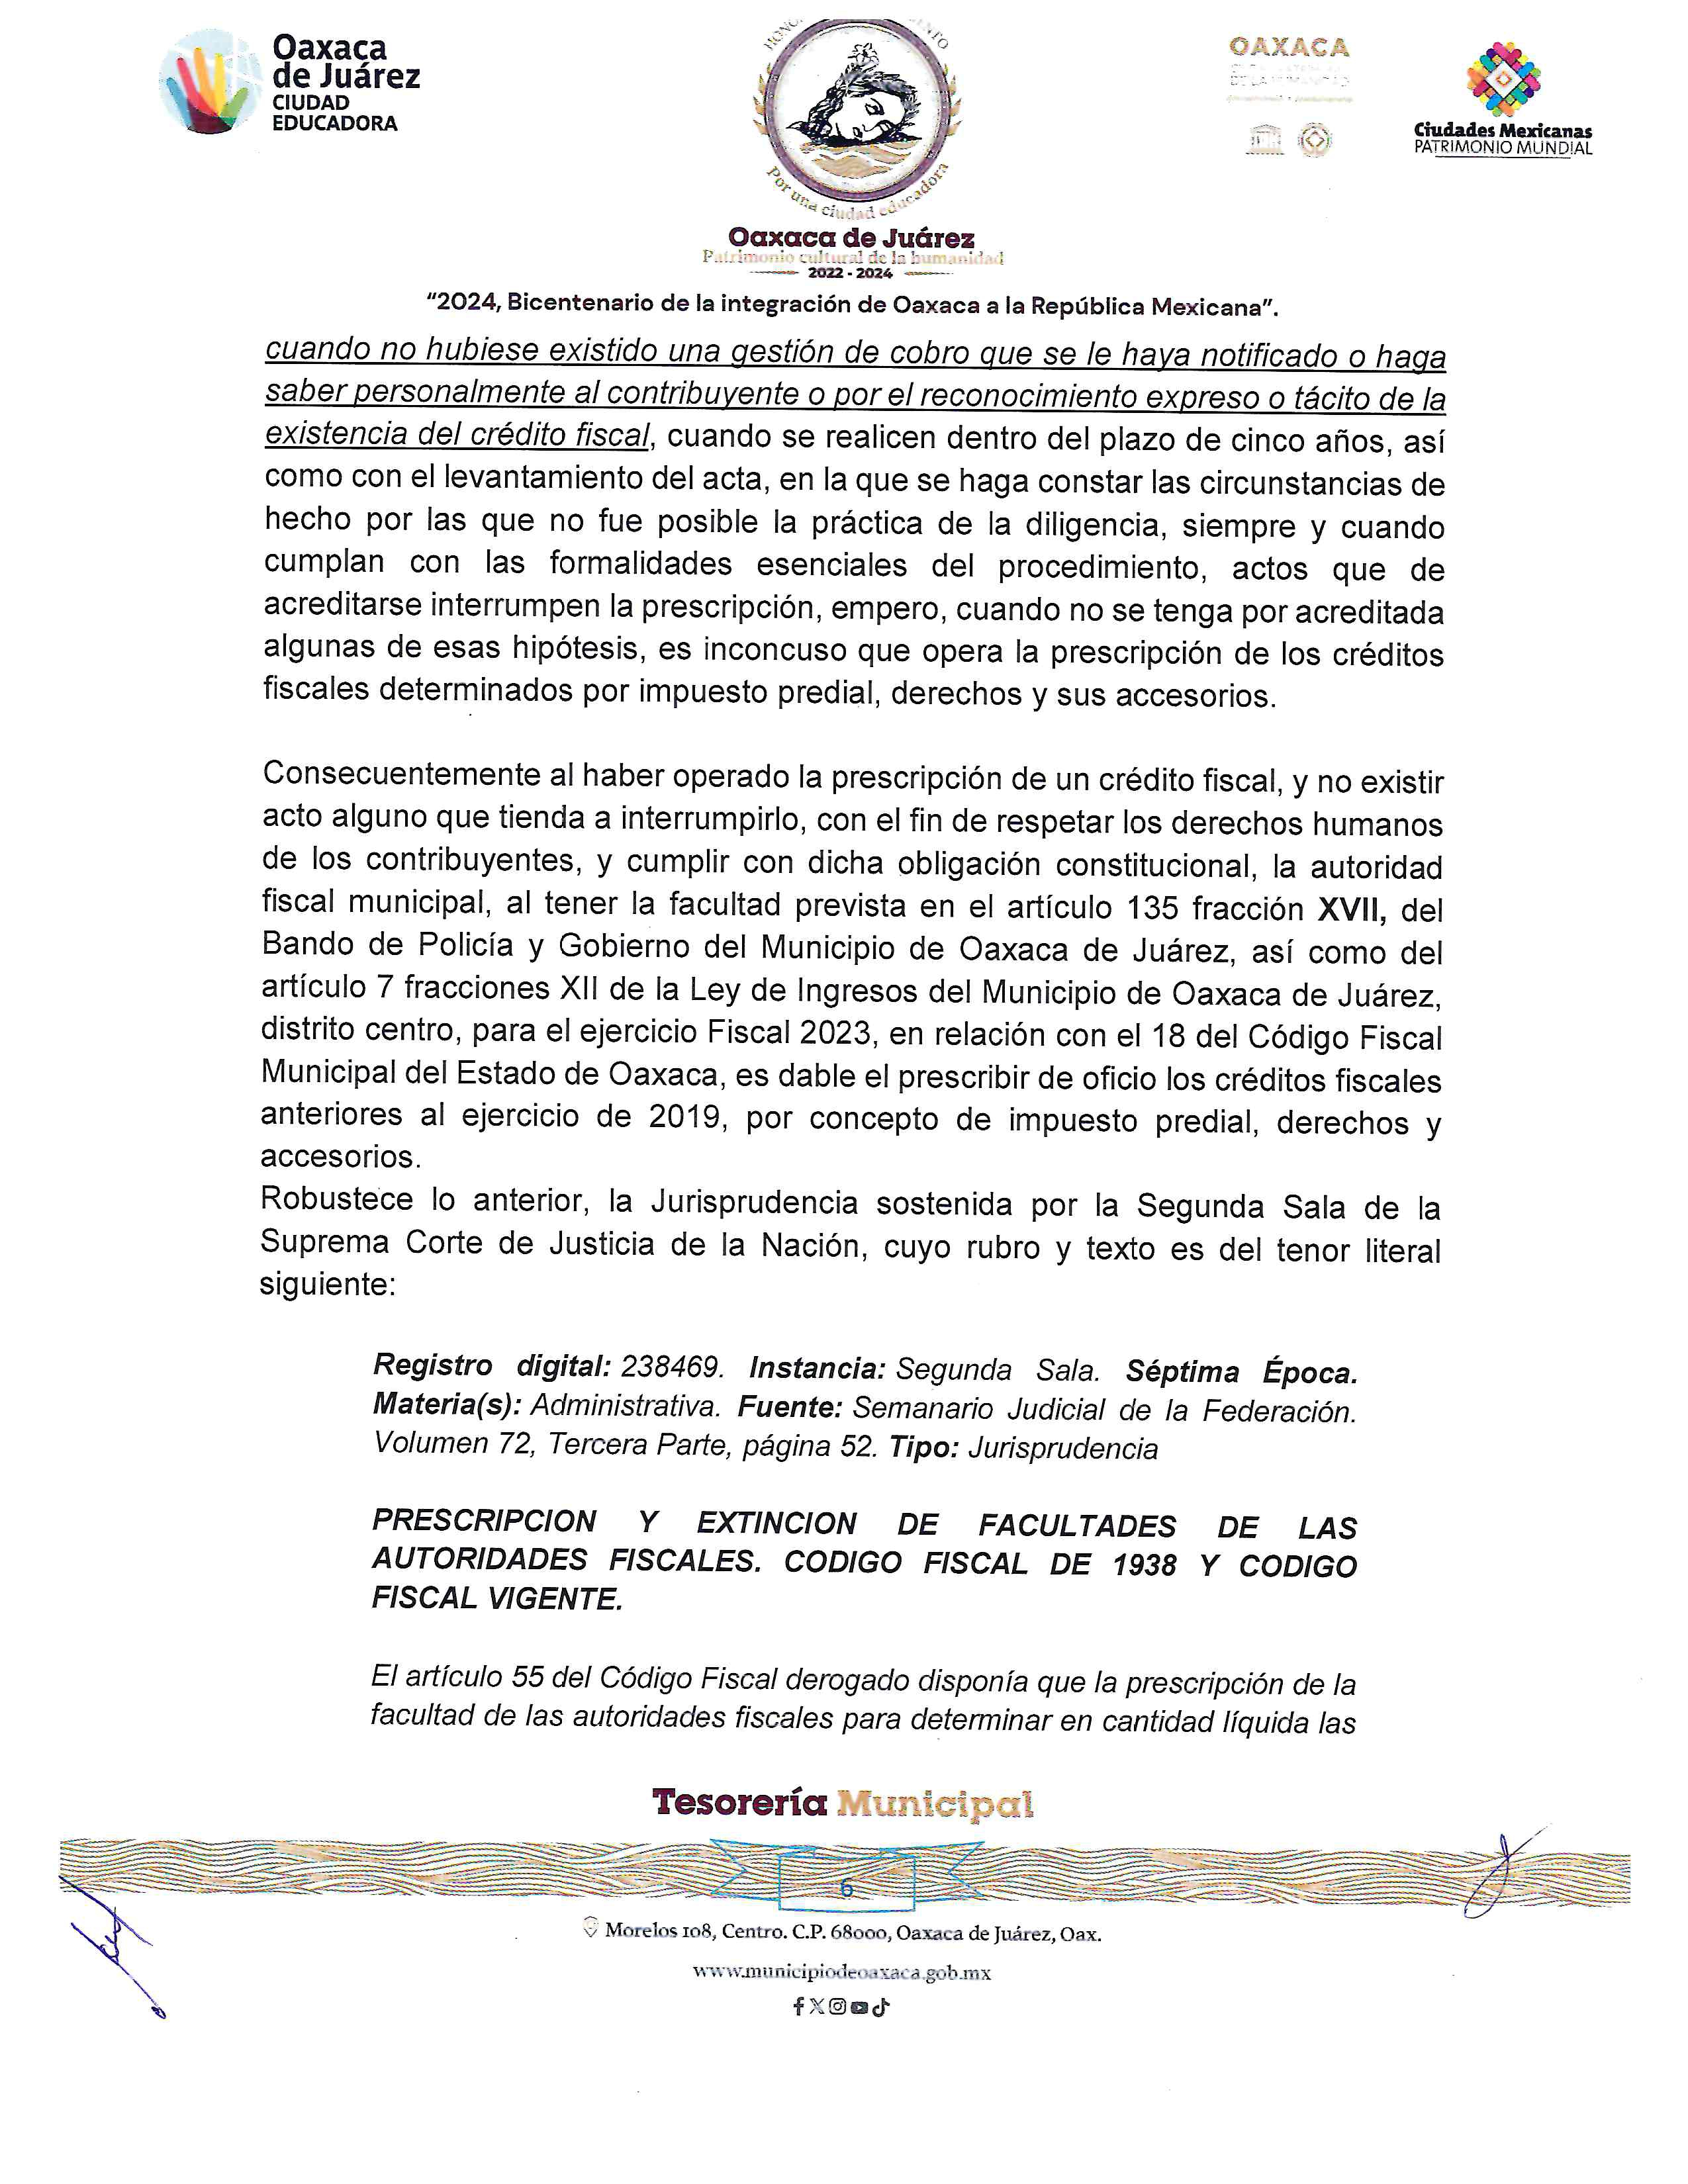 Oaxaca
de Juárez
CIUDAD
EDUCADORA
Por una ciudad educadora
Oaxaca de Juárez
Patrimonio cultural de la humanidad
2022 - 2024
OAXACA
Ciudades Mexicanas
PATRIMONIO MUNDIAL
“2024, Bicentenario de la integración de Oaxaca a la República Mexicana”.
cuando no hubiese existido una gestión de cobro que se le haya notificado o haga
saber personalmente al contribuyente o por el reconocimiento expreso o tácito de la
existencia del crédito fiscal, cuando se realicen dentro del plazo de cinco años, así
como con el levantamiento del acta, en la que se haga constar las circunstancias de
hecho por las que no fue posible la práctica de la diligencia, siempre y cuando
cumplan con las formalidades esenciales del procedimiento, actos que de
acreditarse interrumpen la prescripción, empero, cuando no se tenga por acreditada
algunas de esas hipótesis, es inconcuso que opera la prescripción de los créditos
fiscales determinados por impuesto predial, derechos y sus accesorios.
Consecuentemente al haber operado la prescripción de un crédito fiscal, y no existir
acto alguno que tienda a interrumpirlo, con el fin de respetar los derechos humanos
de los contribuyentes, y cumplir con dicha obligación constitucional, la autoridad
fiscal municipal, al tener la facultad prevista en el artículo 135 fracción XVII, del
Bando de Policía y Gobierno del Municipio de Oaxaca de Juárez, así como del
artículo 7 fracciones XII de la Ley de Ingresos del Municipio de Oaxaca de Juárez,
distrito centro, para el ejercicio Fiscal 2023, en relación con el 18 del Código Fiscal
Municipal del Estado de Oaxaca, es dable el prescribir de oficio los créditos fiscales
anteriores al ejercicio de 2019, por concepto de impuesto predial, derechos y
accesorios.
Robustece lo anterior, la Jurisprudencia sostenida por la Segunda Sala de la
Suprema Corte de Justicia de la Nación, cuyo rubro y texto es del tenor literal
siguiente:
Registro digital: 238469. Instancia: Segunda Sala. Séptima Época.
Materia(s): Administrativa. Fuente: Semanario Judicial de la Federación.
Volumen 72, Tercera Parte, página 52. Tipo: Jurisprudencia
PRESCRIPCION Y EXTINCION DE FACULTADES DE LAS
AUTORIDADES FISCALES. CODIGO FISCAL DE 1938 Y CODIGO
FISCAL VIGENTE.
El artículo 55 del Código Fiscal derogado disponía que la prescripción de la
facultad de las autoridades fiscales para determinar en cantidad líquida las
Tesorería Municipal
6
Morelos 108, Centro. C.P. 68000, Oaxaca de Juárez, Oax.
www.municipiodeoaxaca.gob.mx